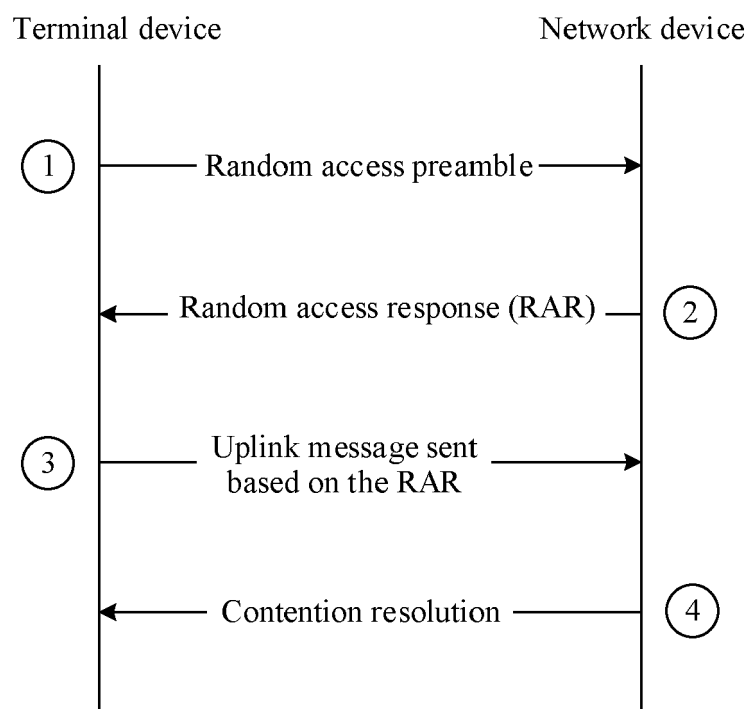 Terminal device
Network device
1
Random access preamble
Random access response (RAR)
2
3
Uplink message sent
based on the RAR
Contention resolution
4